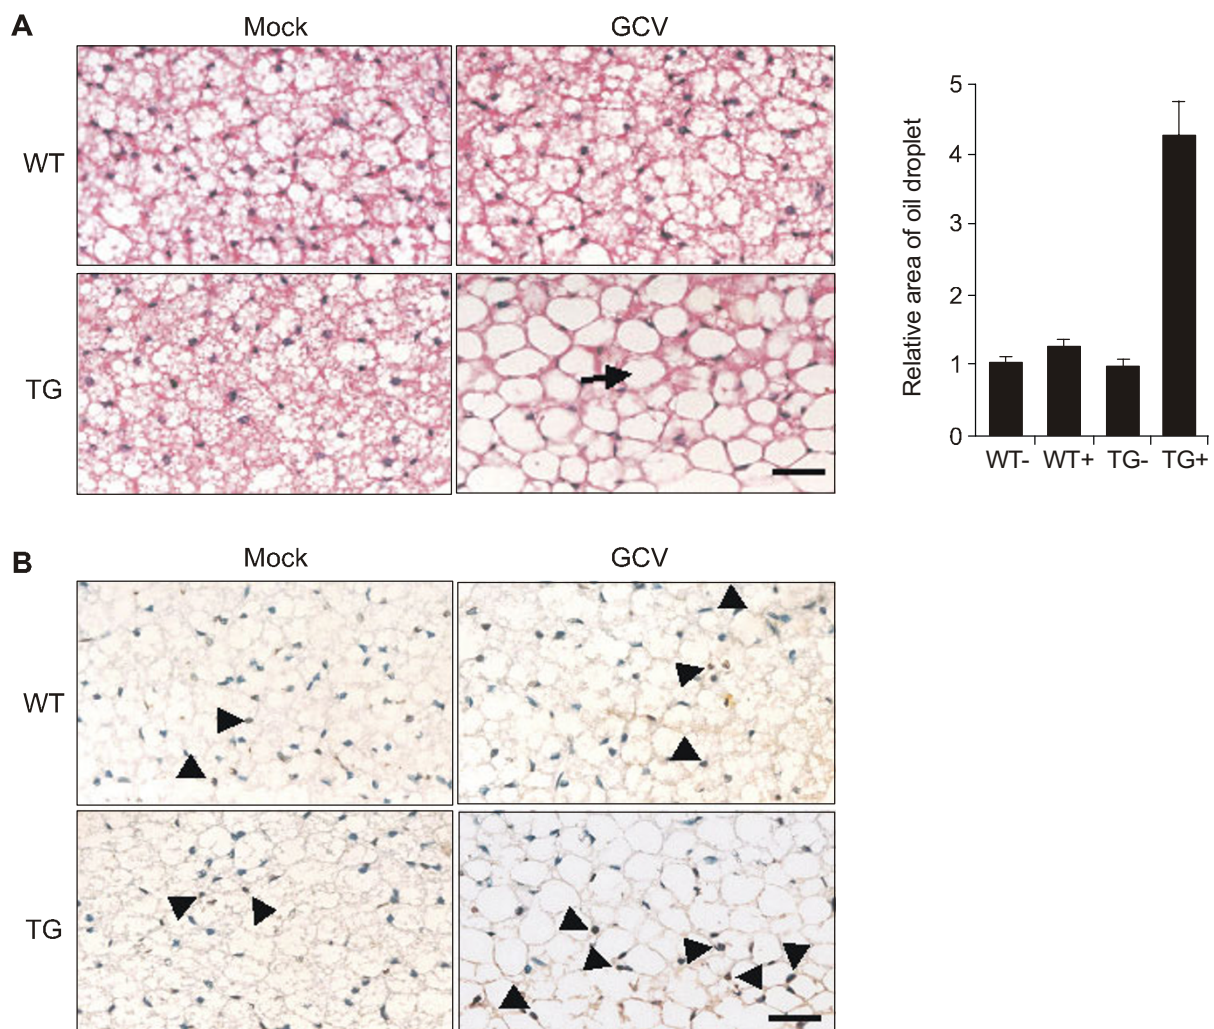 A
Mock
GCV
WT
TG
Relative area of oil droplet
5
4
3
2
1
0
WT-
WT+
TG-
TG+
B
Mock
GCV
WT
TG